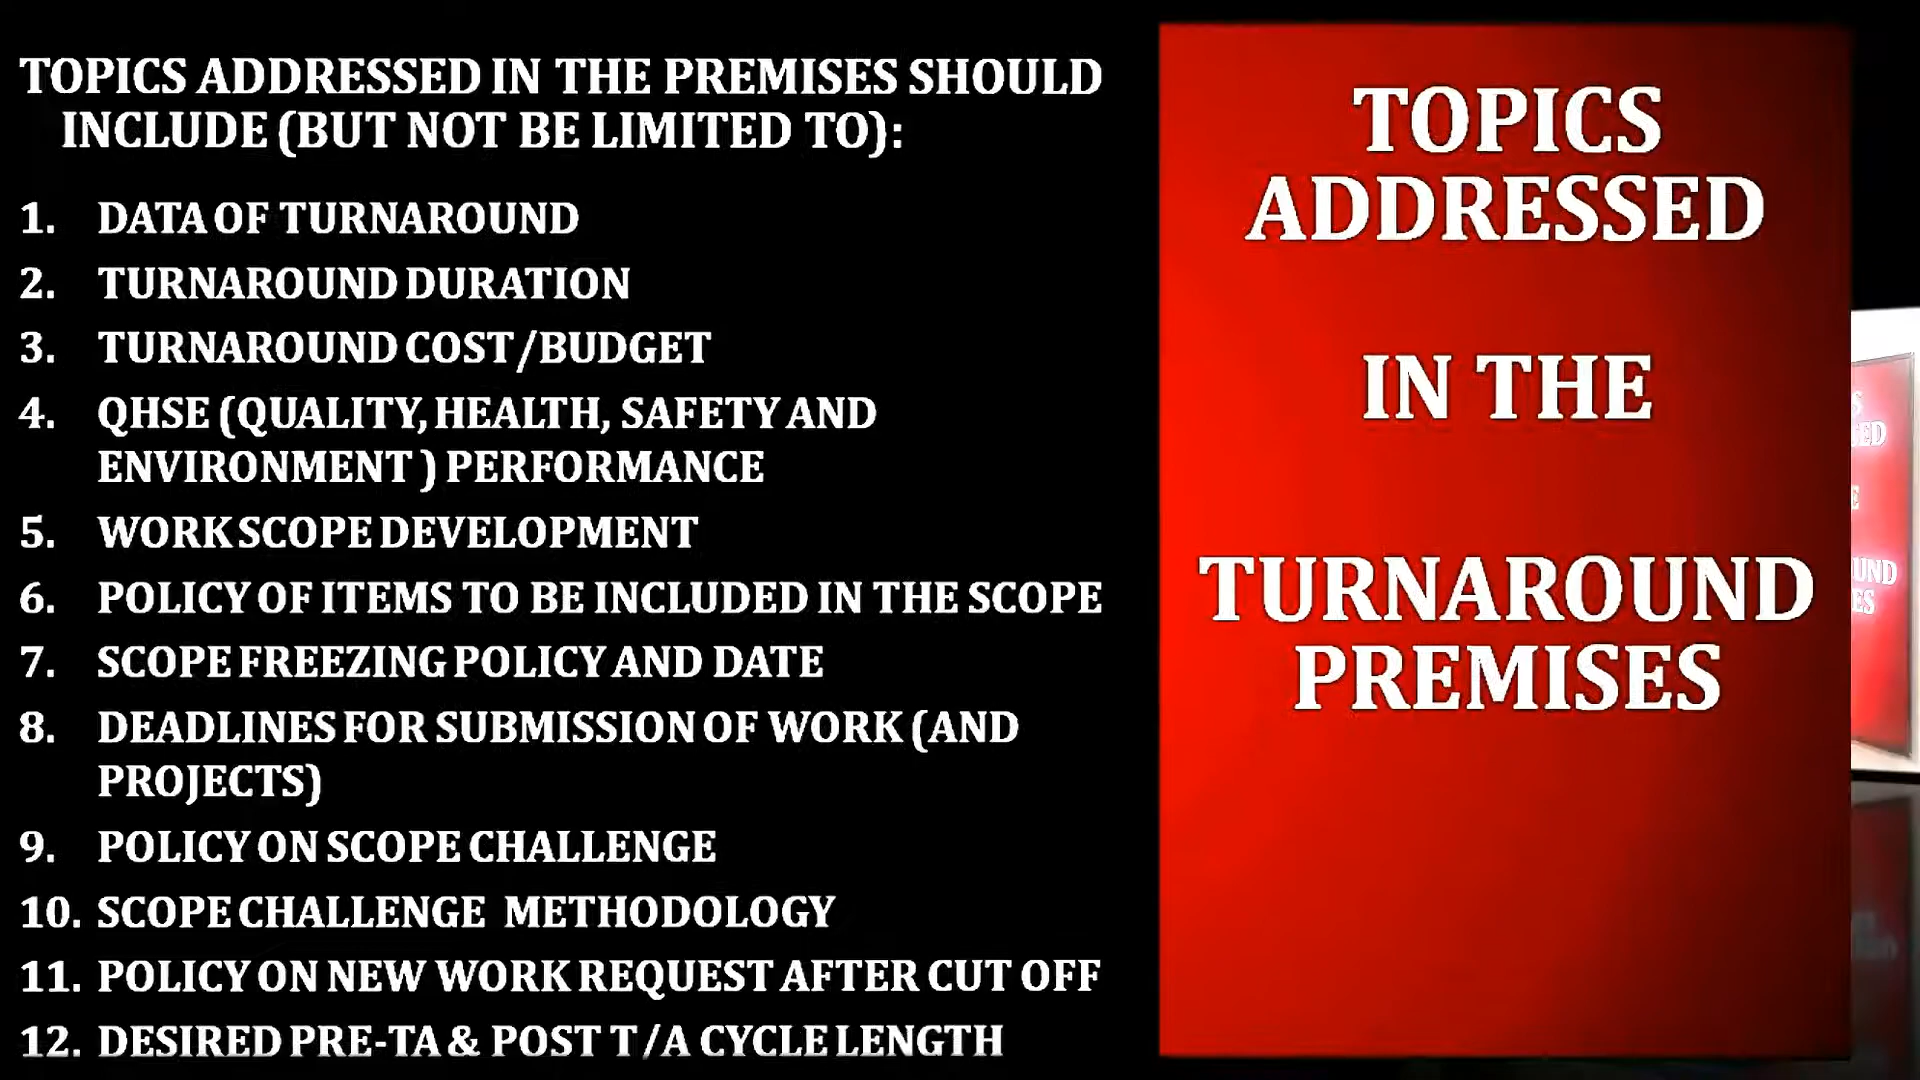 TOPICS ADDRESSED IN THE PREMISES SHOULD
INCLUDE (BUT NOT BE LIMITED TO):
1. DATA OF TURNAROUND
2. TURNAROUND DURATION
3. TURNAROUND COST/BUDGET
4. QHSE (QUALITY, HEALTH, SAFETY AND
ENVIRONMENT ) PERFORMANCE
5. WORK SCOPE DEVELOPMENT
6. POLICY OF ITEMS TO BE INCLUDED IN THE SCOPE
7. SCOPE FREEZING POLICY AND DATE
8. DEADLINES FOR SUBMISSION OF WORK (AND
PROJECTS)
9. POLICY ON SCOPE CHALLENGE
10. SCOPE CHALLENGE METHODOLOGY
11. POLICY ON NEW WORK REQUEST AFTER CUT OFF
12. DESIRED PRE-TA & POST T/A CYCLE LENGTH
TOPICS
ADDRESSED
IN THE
TURNAROUND
PREMISES